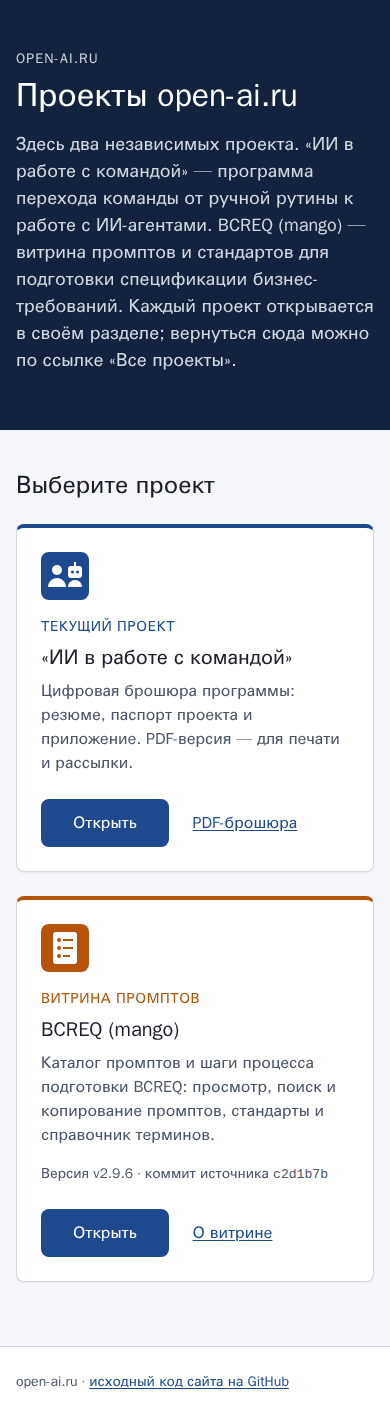 OPEN-AI.RU
Проекты open-ai.ru
Здесь два независимых проекта. «ИИ в
работе с командой» — программа
перехода команды от ручной рутины к
работе с ИИ-агентами. BCREQ (mango) —
витрина промптов и стандартов для
подготовки спецификации бизнес-
требований. Каждый проект открывается
в своём разделе; вернуться сюда можно
по ссылке «Все проекты».
Выберите проект
ТЕКУЩИЙ ПРОЕКТ
«ИИ в работе с командой»
Цифровая брошюра программы:
резюме, паспорт проекта и
приложение. PDF-версия — для печати
и рассылки.
Открыть PDF-брошюра
ВИТРИНА ПРОМПТОВ
BCREQ (mango)
Каталог промптов и шаги процесса
подготовки BCREQ: просмотр, поиск и
копирование промптов, стандарты и
справочник терминов.
Версия v2.9.6 · коммит источника c2d1b7b
Открыть О витрине
open-ai.ru · исходный код сайта на GitHub